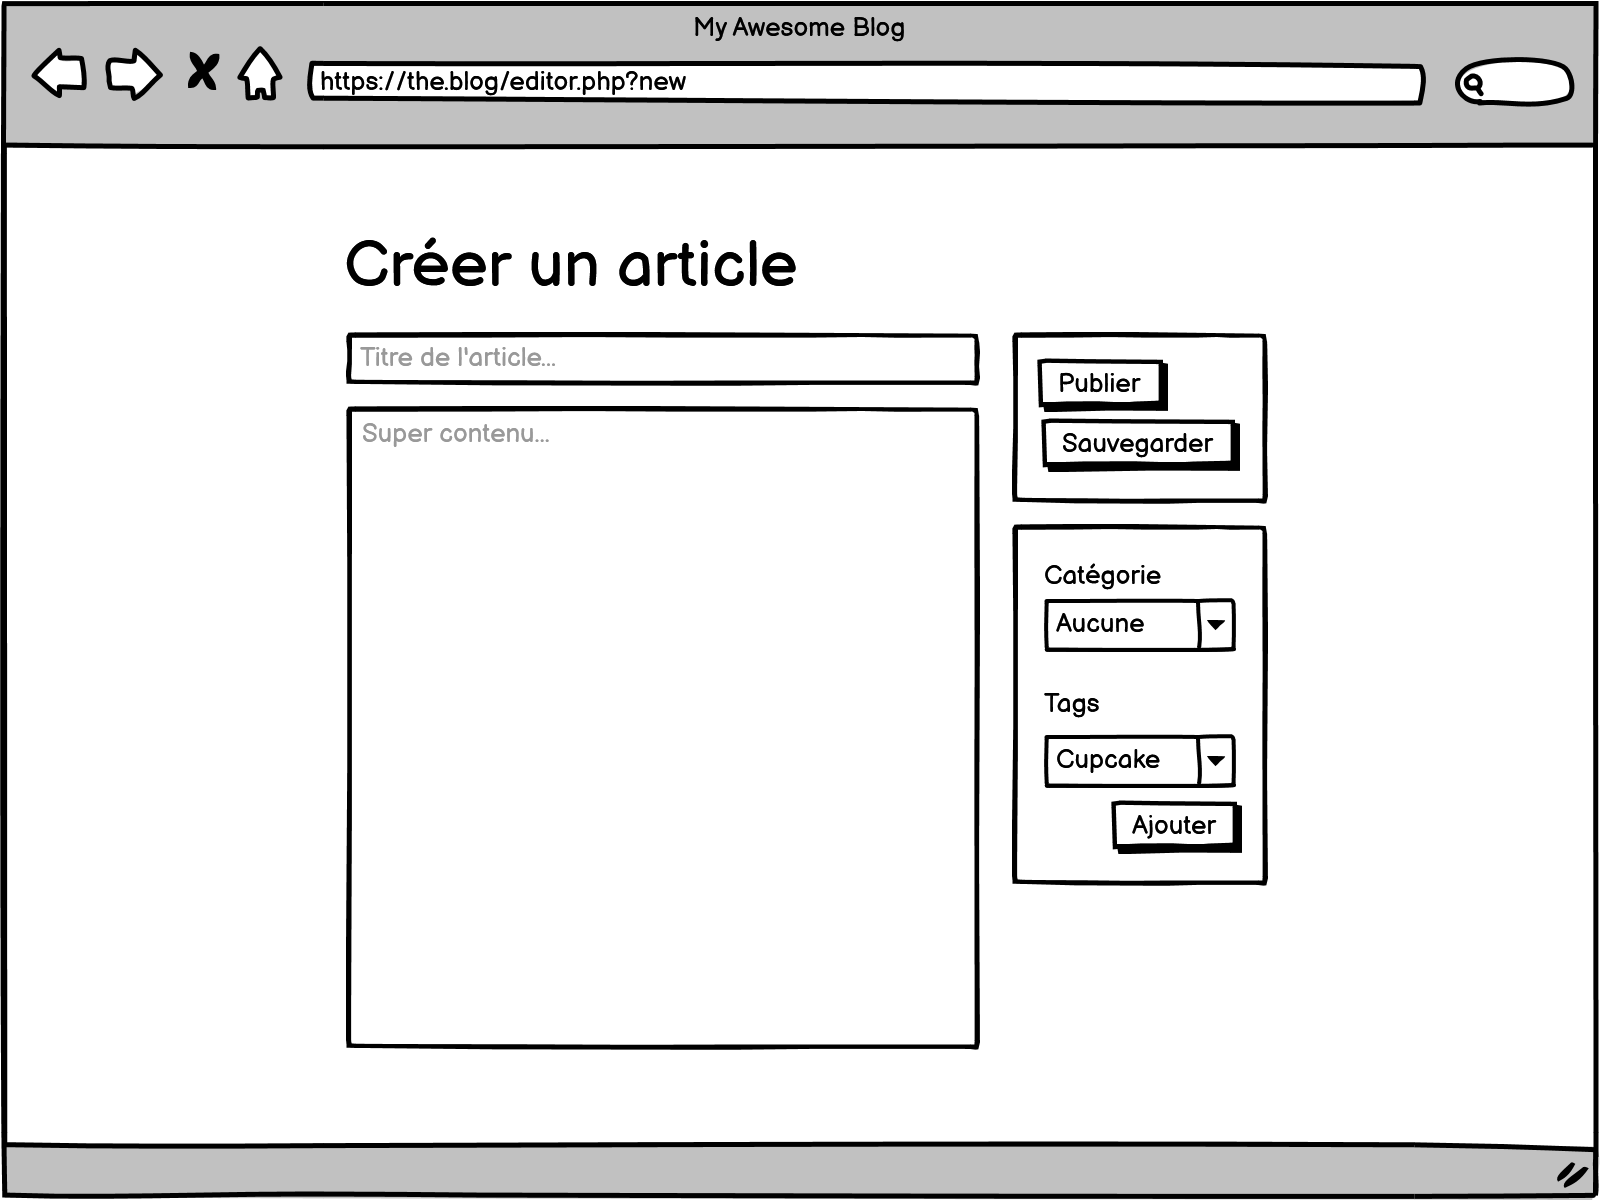 My Awesome Blog
https://the.blog/editor.php?new
Créer un article
Titre de l'article...
Super contenu...
Publier
Sauvegarder
Catégorie
Aucune
Tags
Cupcake
Ajouter